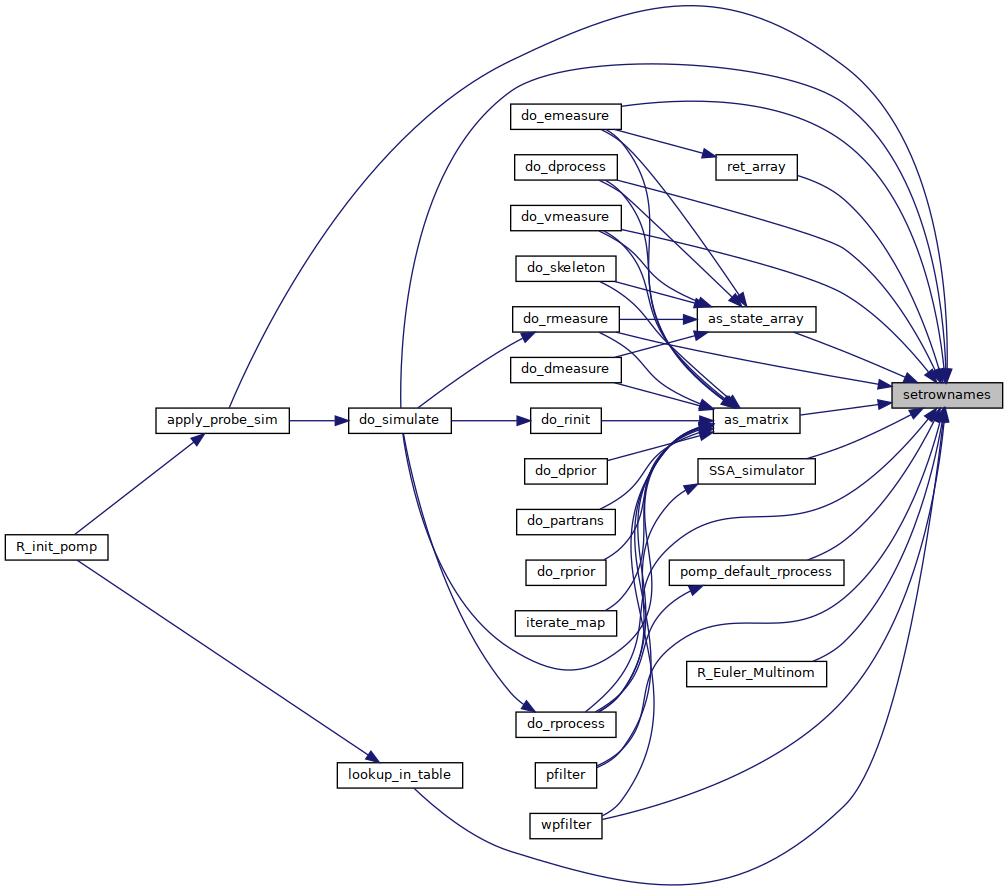 do_emeasure
do_dprocess
ret_array
do_vmeasure
do_skeleton
do_rmeasure
as_state_array
do_dmeasure
setrownames
apply_probe_sim
do_simulate
do_rinit
as_matrix
do_dprior
SSA_simulator
do_partrans
R_init_pomp
do_rprior
pomp_default_rprocess
iterate_map
R_Euler_Multinom
do_rprocess
lookup_in_table
pfilter
wpfilter